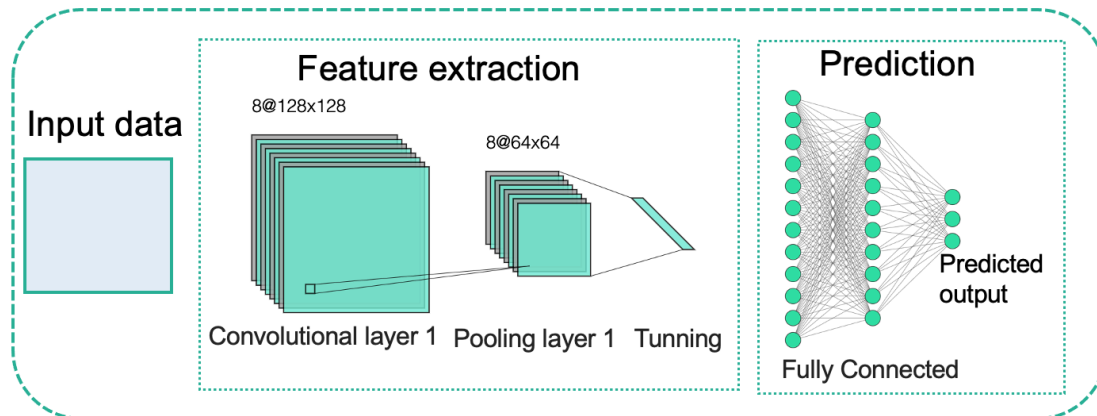 Input data
Feature extraction
8@128x128
8@64x64
Convolutional layer 1
Pooling layer 1
Tunning
Prediction
Predicted
output
Fully Connected